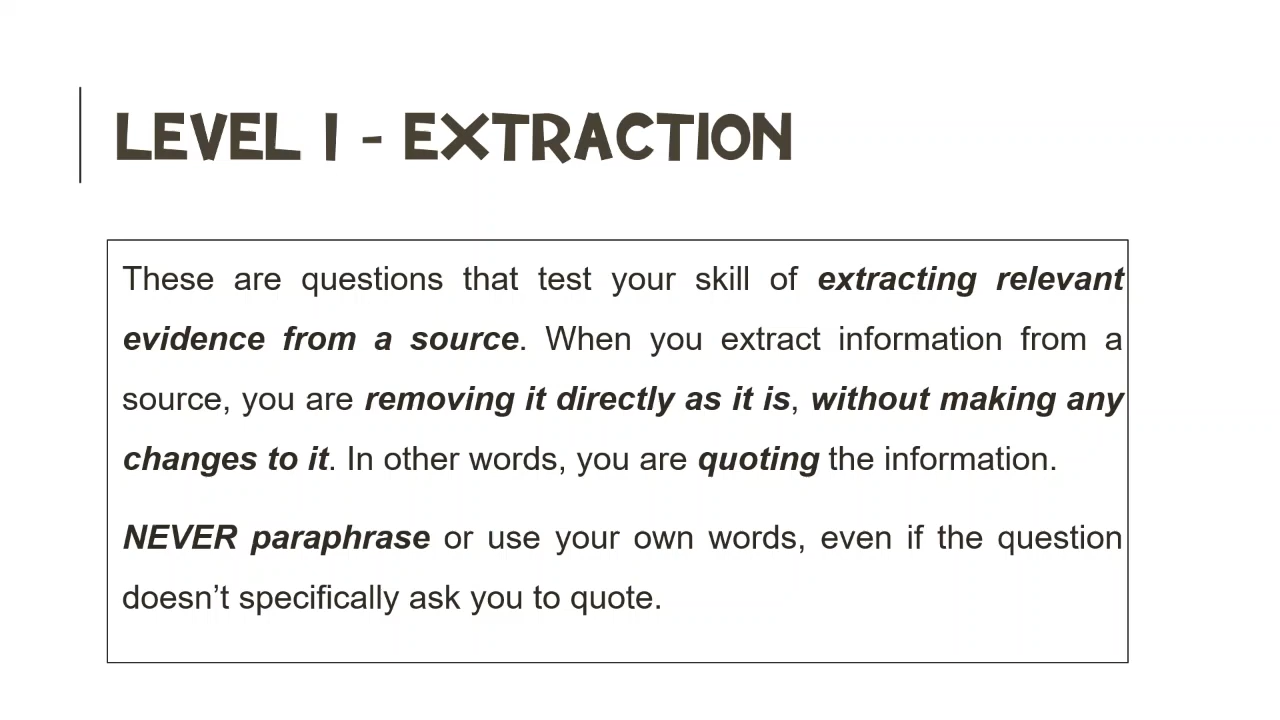 LEVEL 1 - EXTRACTION
These are questions that test your skill of extracting relevant
evidence from a source. When you extract information from a
source, you are removing it directly as it is, without making any
changes to it. In other words, you are quoting the information.
NEVER paraphrase or use your own words, even if the question
doesn’t specifically ask you to quote.